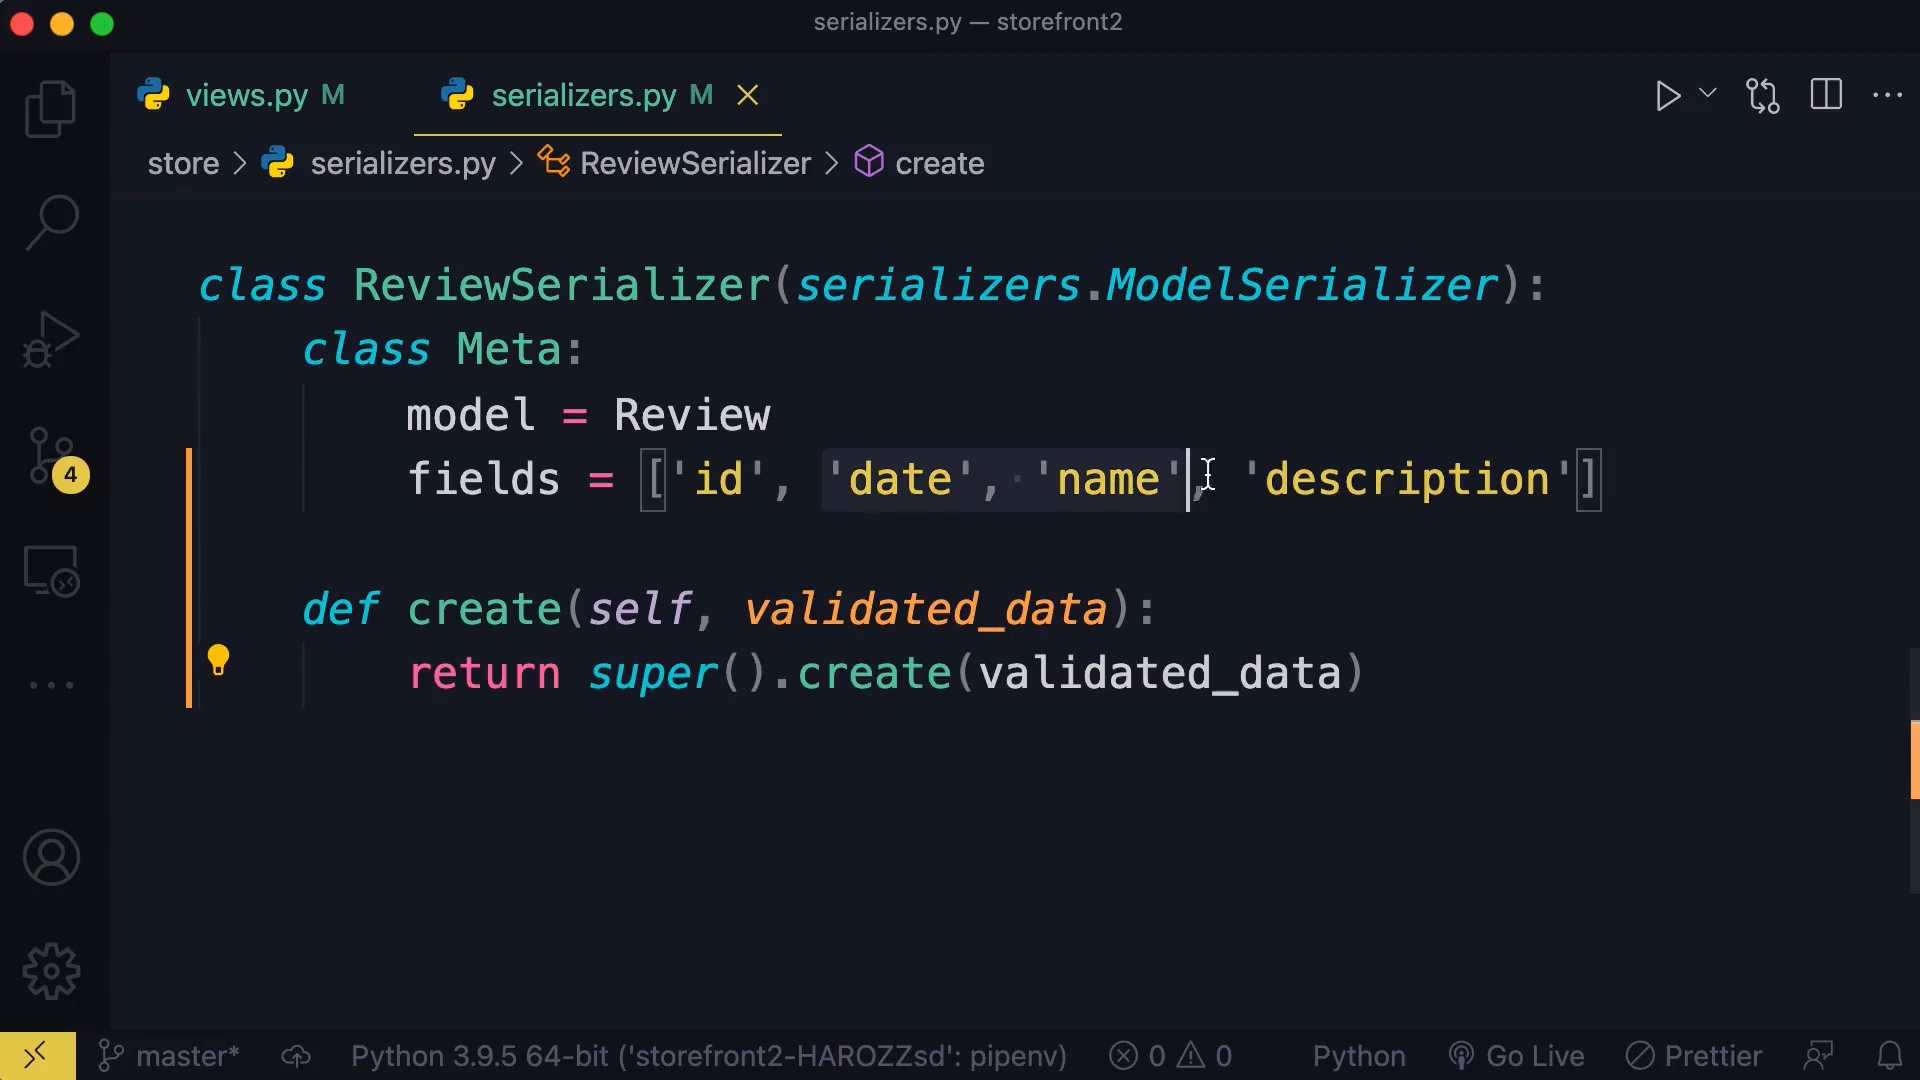 serializers.py — storefront2
views.py M serializers.py M
store > serializers.py > ReviewSerializer > create
class ReviewSerializer(serializers.ModelSerializer):
class Meta:
model = Review
fields = ['id', 'date', 'name', 'description']
def create(self, validated_data):
return super().create(validated_data)
4
master* Python 3.9.5 64-bit ('storefront2-HAROZZsd': pipenv) 0 0 Python Go Live Prettier